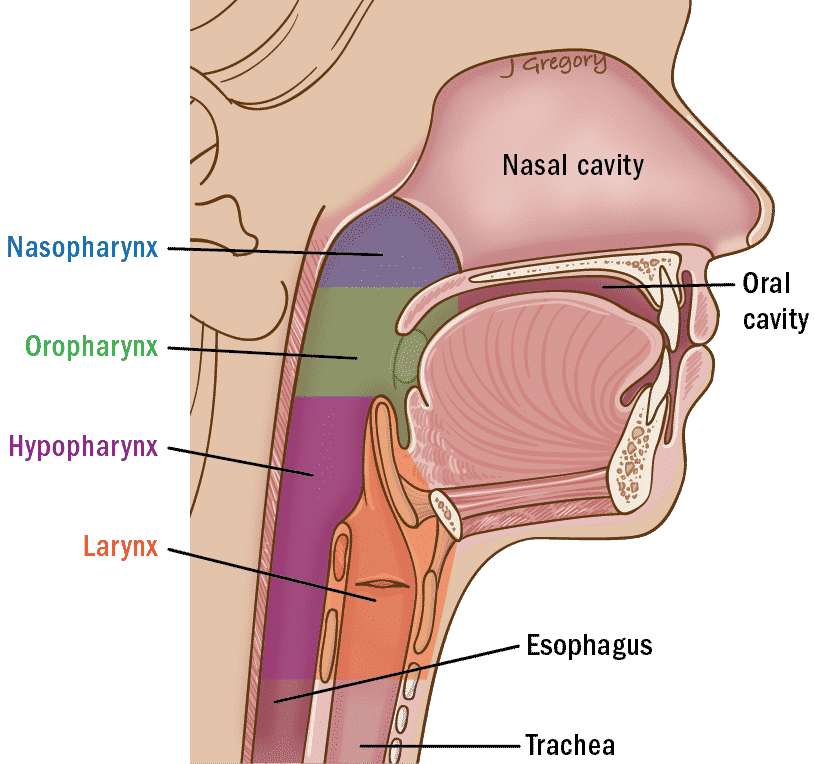 J Gregory
Nasal cavity
Nasopharynx
Oral
cavity
Oropharynx
Hypopharynx
Larynx
Esophagus
Trachea